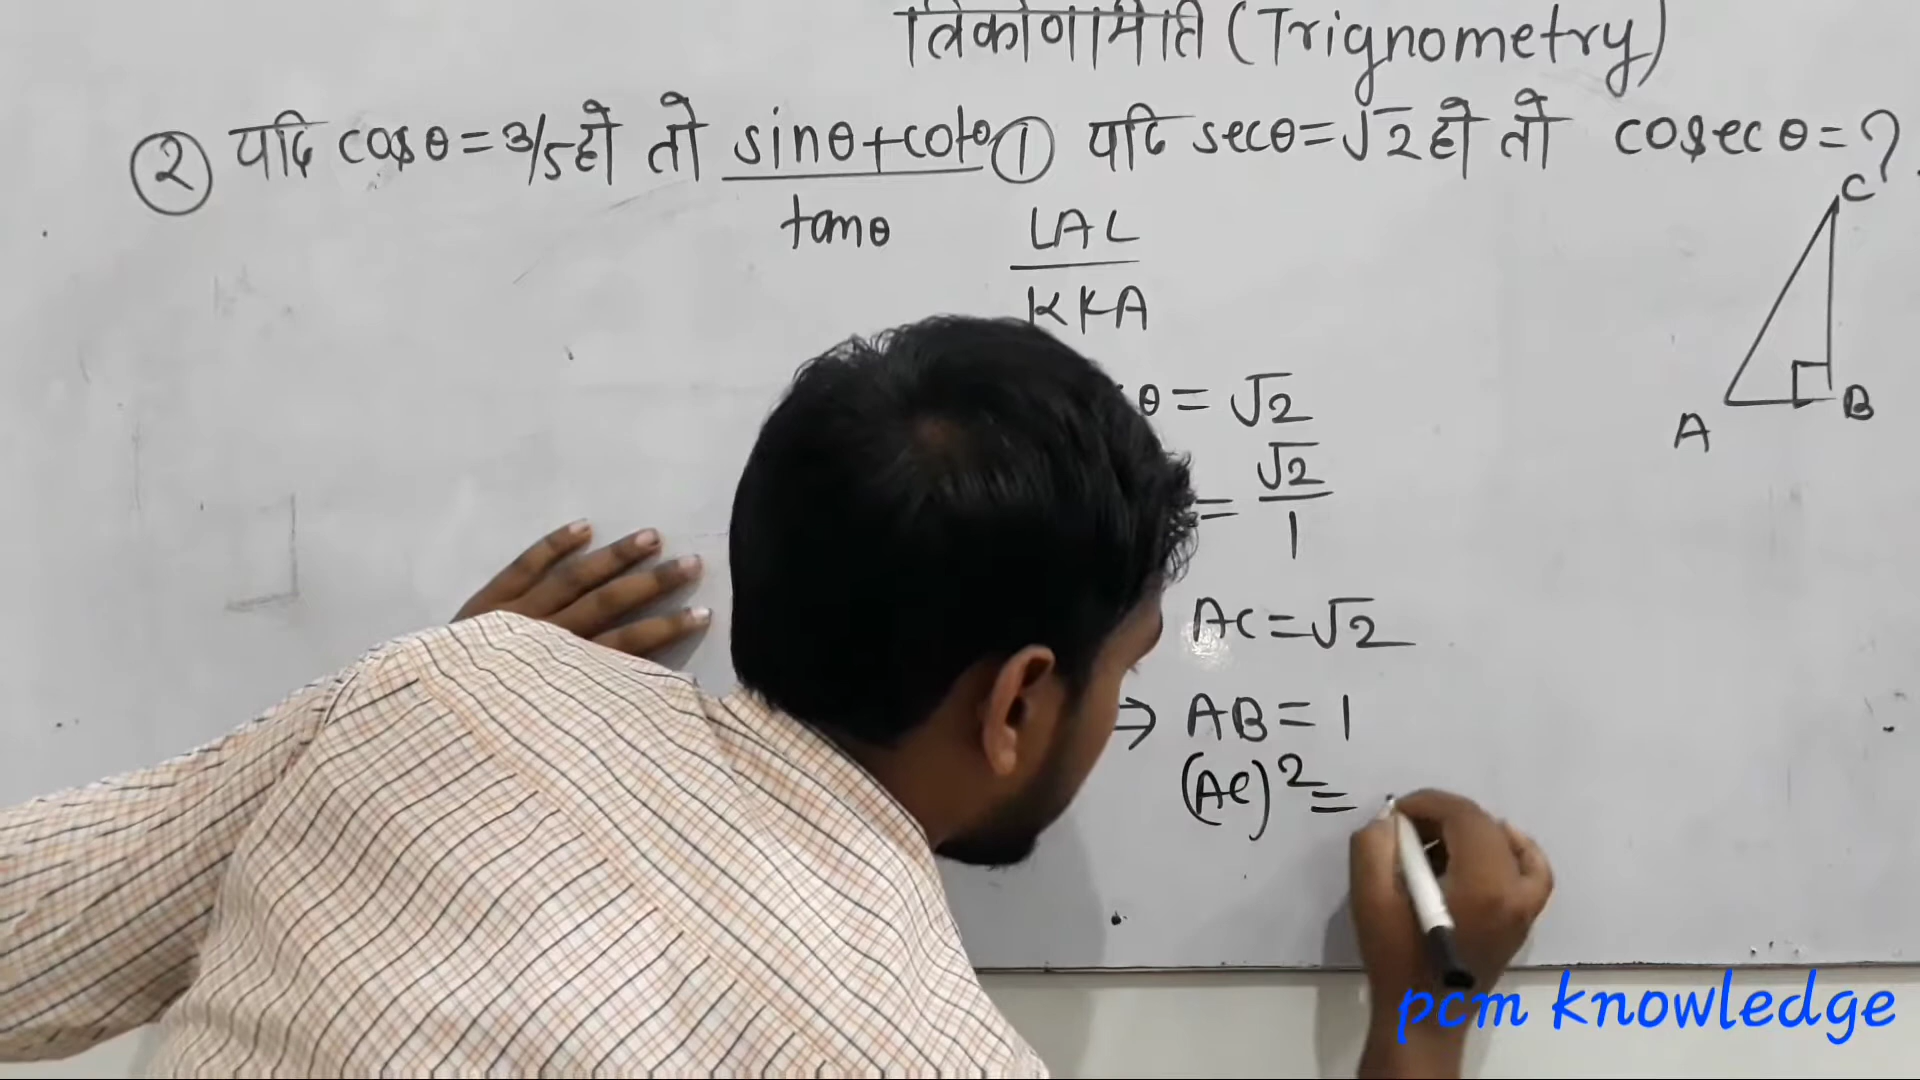 त्रिकोणमिति (Trignometry)
② यदि cosθ = 3/5 हो तो sinθ + cotθ
tanθ
① यदि secθ = √2 हो तो cosec θ = ?
LAL
KKA
C
A
B
θ = √2
= √2
1
AC = √2
⇒ AB = 1
(AC)² =
pcm knowledge